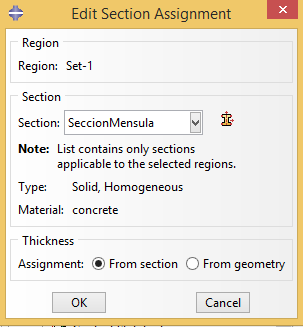 Edit Section Assignment
Region
Region: Set-1
Section
Section: SeccionMensula
Note: List contains only sections
applicable to the selected regions.
Type: Solid, Homogeneous
Material: concrete
Thickness
Assignment: From section From geometry
OK Cancel